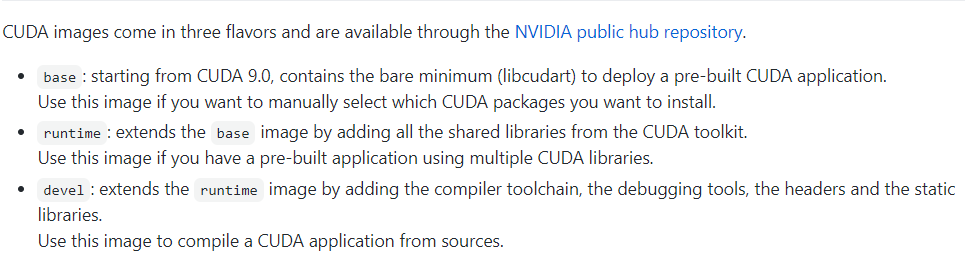 CUDA images come in three flavors and are available through the NVIDIA public hub repository.
• base : starting from CUDA 9.0, contains the bare minimum (libcudart) to deploy a pre-built CUDA application.
Use this image if you want to manually select which CUDA packages you want to install.
• runtime : extends the base image by adding all the shared libraries from the CUDA toolkit.
Use this image if you have a pre-built application using multiple CUDA libraries.
• devel : extends the runtime image by adding the compiler toolchain, the debugging tools, the headers and the static
libraries.
Use this image to compile a CUDA application from sources.